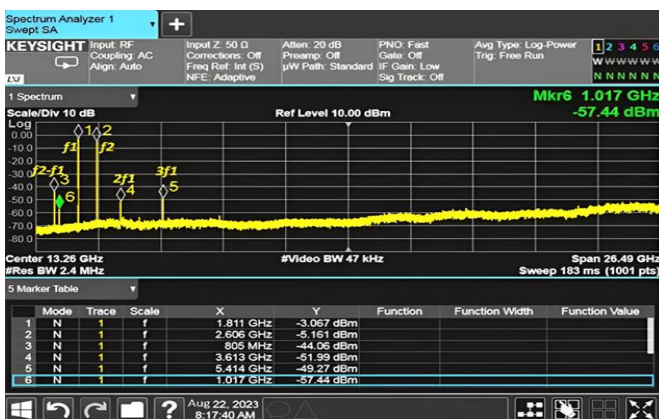 Spectrum Analyzer 1
Swept SA
+
KEYSIGHT
Input: RF
Coupling: AC
Align: Auto
Input Z: 50 Ω
Corrections: Off
Freq Ref: Int (S)
NFE: Adaptive
Atten: 20 dB
Preamp: Off
µW Path: Standard
PNO: Fast
Gate: Off
IF Gain: Low
Sig Track: Off
Avg Type: Log-Power
Trig: Free Run
1 2 3 4 5 6
W W W W W W
N N N N N N
LXI
1 Spectrum
Mkr6 1.017 GHz
Scale/Div 10 dB
Ref Level 10.00 dBm
-57.44 dBm
Log
0.00
-10.0
-20.0
-30.0
-40.0
-50.0
-60.0
-70.0
-80.0
1 2
f1 f2
f2-f1 2f1 3f1
3 4 5
6
Center 13.26 GHz
#Video BW 47 kHz
Span 26.49 GHz
#Res BW 2.4 MHz
Sweep 183 ms (1001 pts)
5 Marker Table
Mode Trace Scale X Y Function Function Width Function Value
1 N 1 f 1.811 GHz -3.067 dBm
2 N 1 f 2.606 GHz -5.161 dBm
3 N 1 f 805 MHz -44.06 dBm
4 N 1 f 3.613 GHz -51.99 dBm
5 N 1 f 5.414 GHz -49.27 dBm
6 N 1 f 1.017 GHz -57.44 dBm
?
Aug 22, 2023
8:17:40 AM